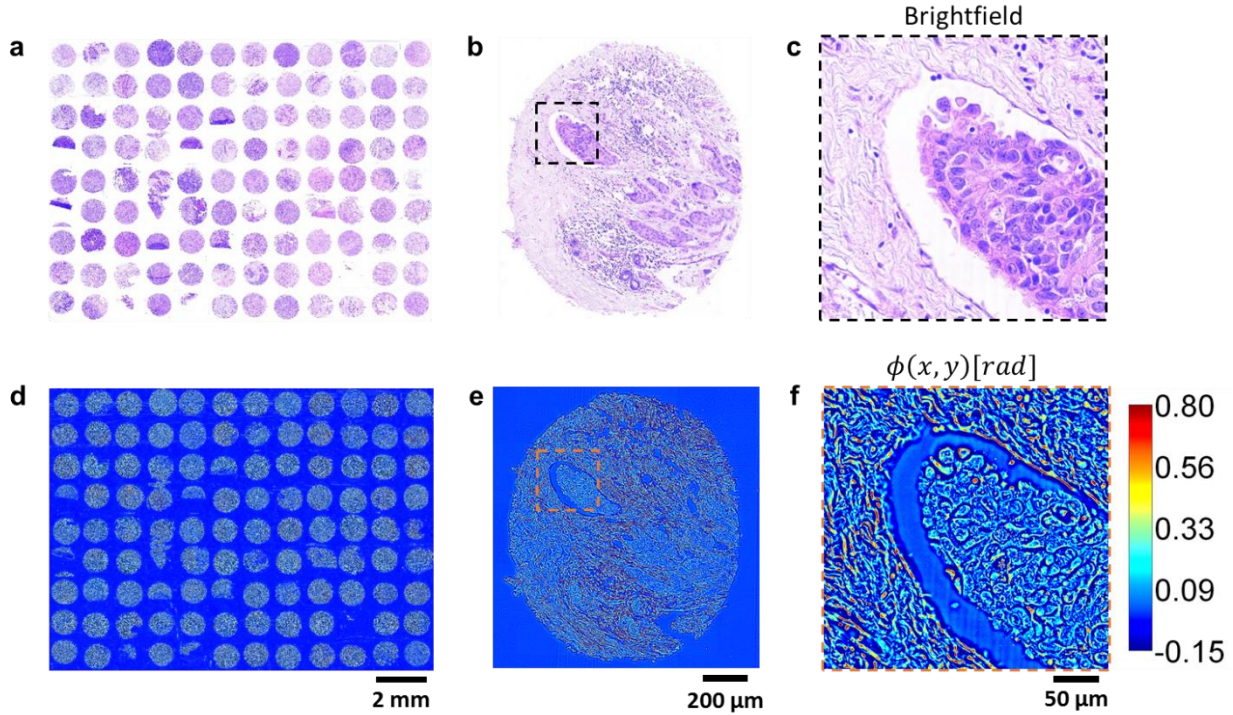 Brightfield
a
b
c
ϕ(x, y)[rad]
d
e
f
0.80
0.56
0.33
0.09
-0.15
2 mm
200 µm
50 µm